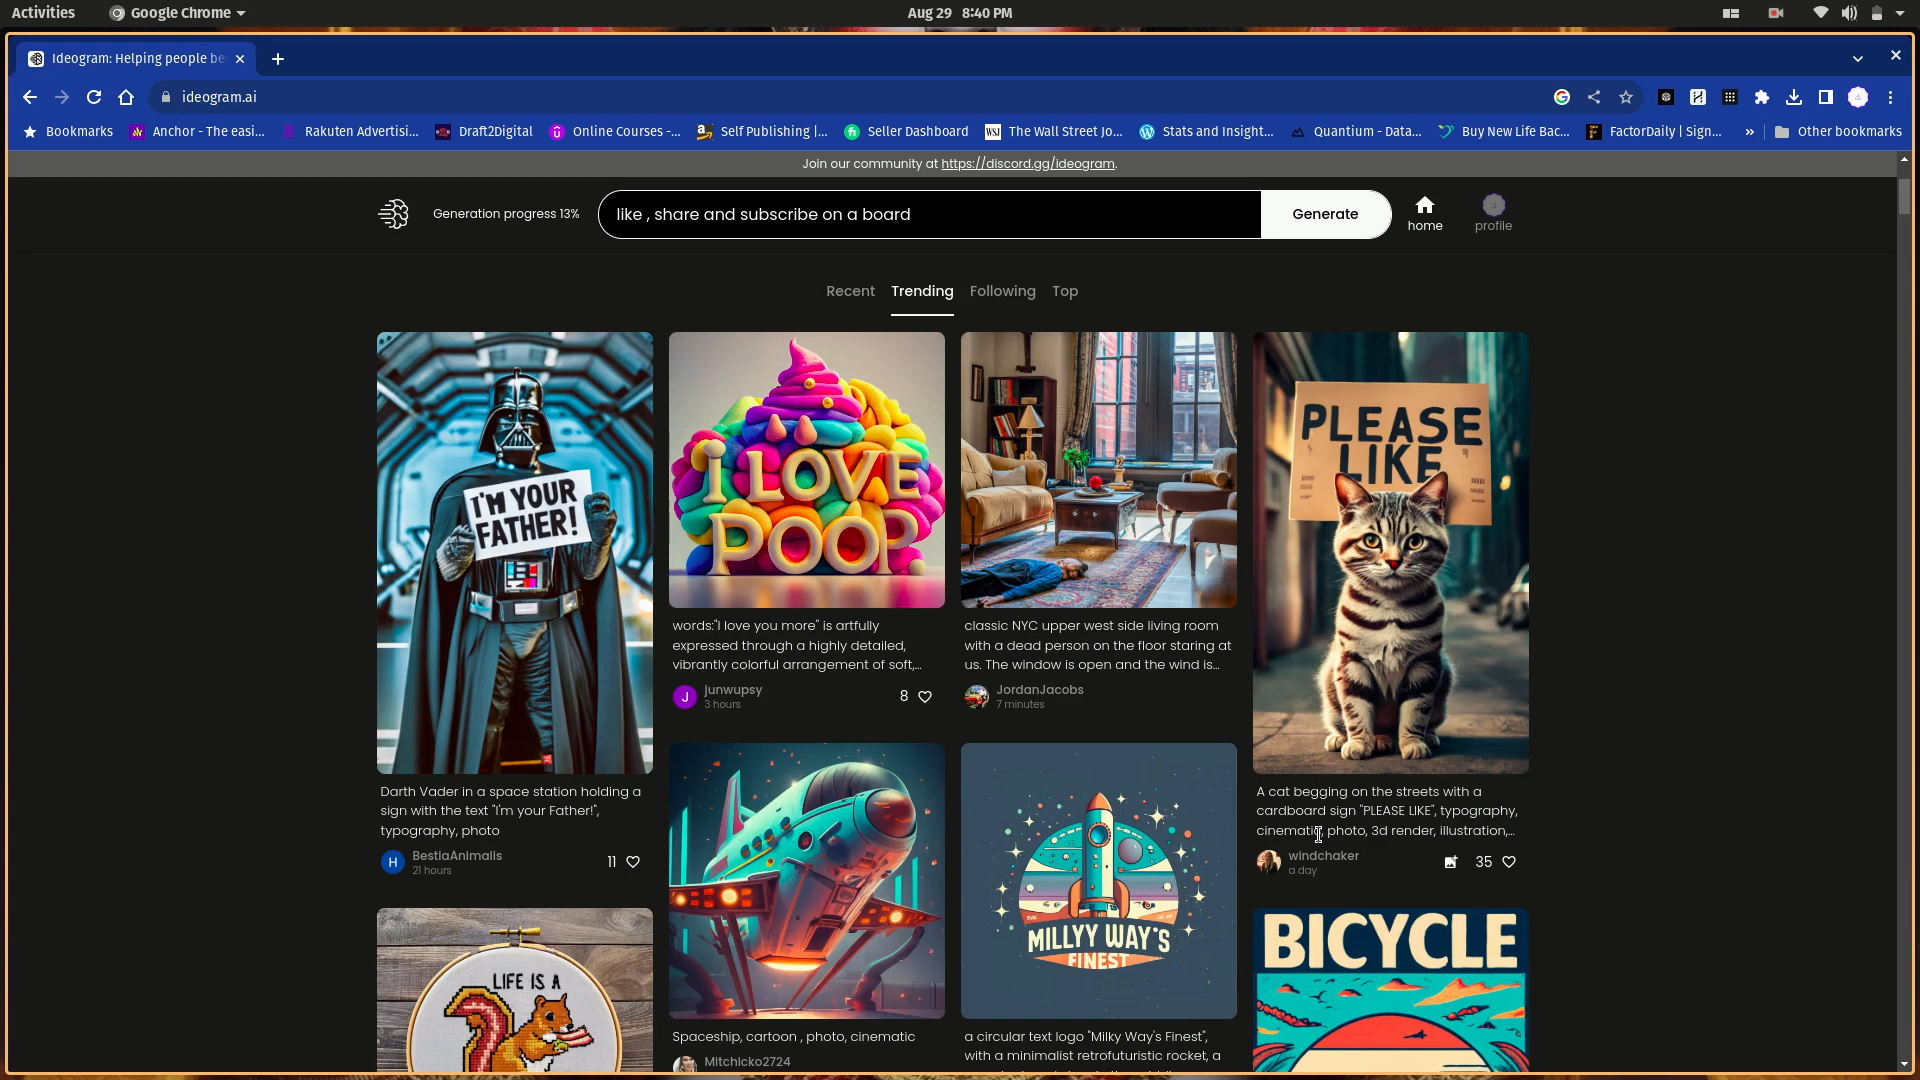 Activities
Google Chrome
Aug 29 8:40 PM
Ideogram: Helping people be
ideogram.ai
Bookmarks
Anchor - The easi...
Rakuten Advertisi...
Draft2Digital
Online Courses -...
Self Publishing |...
Seller Dashboard
WSJ
The Wall Street Jo...
Stats and Insight...
Quantium - Data...
Buy New Life Bac...
FactorDaily | Sign...
»
Other bookmarks
Join our community at https://discord.gg/ideogram.
Generation progress 13%
like , share and subscribe on a board
Generate
home
profile
Recent
Trending
Following
Top
I'M YOUR
FATHER!
Darth Vader in a space station holding a
sign with the text "I'm your Father!",
typography, photo
H
BestiaAnimalis
21 hours
11
LIFE IS A
I LOVE
POOP
words:"I love you more" is artfully
expressed through a highly detailed,
vibrantly colorful arrangement of soft,...
J
junwupsy
3 hours
8
Spaceship, cartoon , photo, cinematic
Mitchicko2724
classic NYC upper west side living room
with a dead person on the floor staring at
us. The window is open and the wind is...
JordanJacobs
7 minutes
MILLYY WAY'S
FINEST
a circular text logo "Milky Way's Finest",
with a minimalist retrofuturistic rocket, a
PLEASE
LIKE
A cat begging on the streets with a
cardboard sign "PLEASE LIKE", typography,
cinematic, photo, 3d render, illustration,...
windchaker
a day
35
BICYCLE